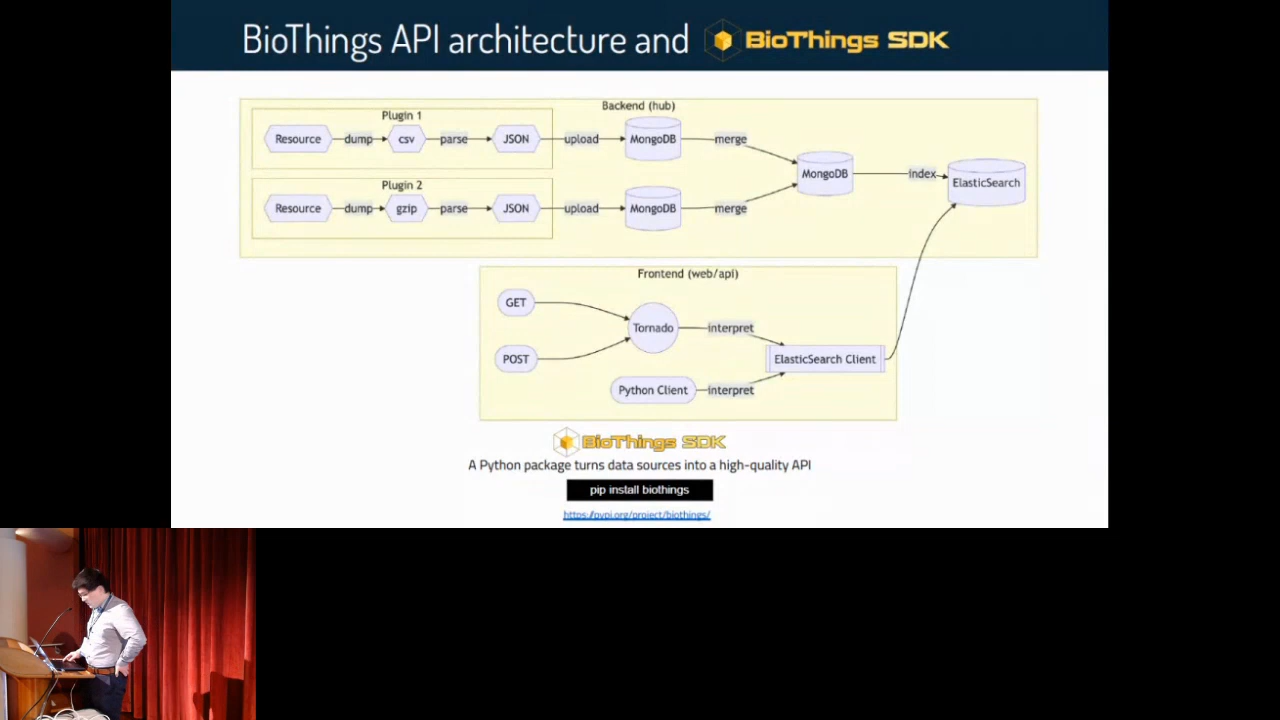 BioThings API architecture and BioThings SDK
Backend (hub)
Plugin 1
Resource dump csv parse JSON upload MongoDB merge
MongoDB index ElasticSearch
Plugin 2
Resource dump gzip parse JSON upload MongoDB merge
Frontend (web/api)
GET
Tornado interpret
POST
ElasticSearch Client
Python Client interpret
BioThings SDK
A Python package turns data sources into a high-quality API
pip install biothings
https://pypi.org/project/biothings/